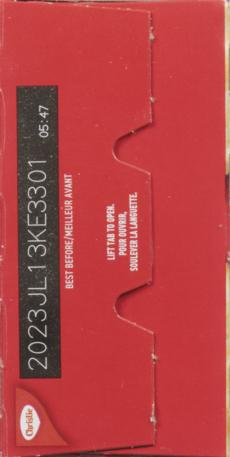 2023JL13KE3301 05:47
BEST BEFORE/MEILLEUR AVANT
LIFT TAB TO OPEN.
POUR OUVRIR,
SOULEVER LA LANGUETTE.
Christie